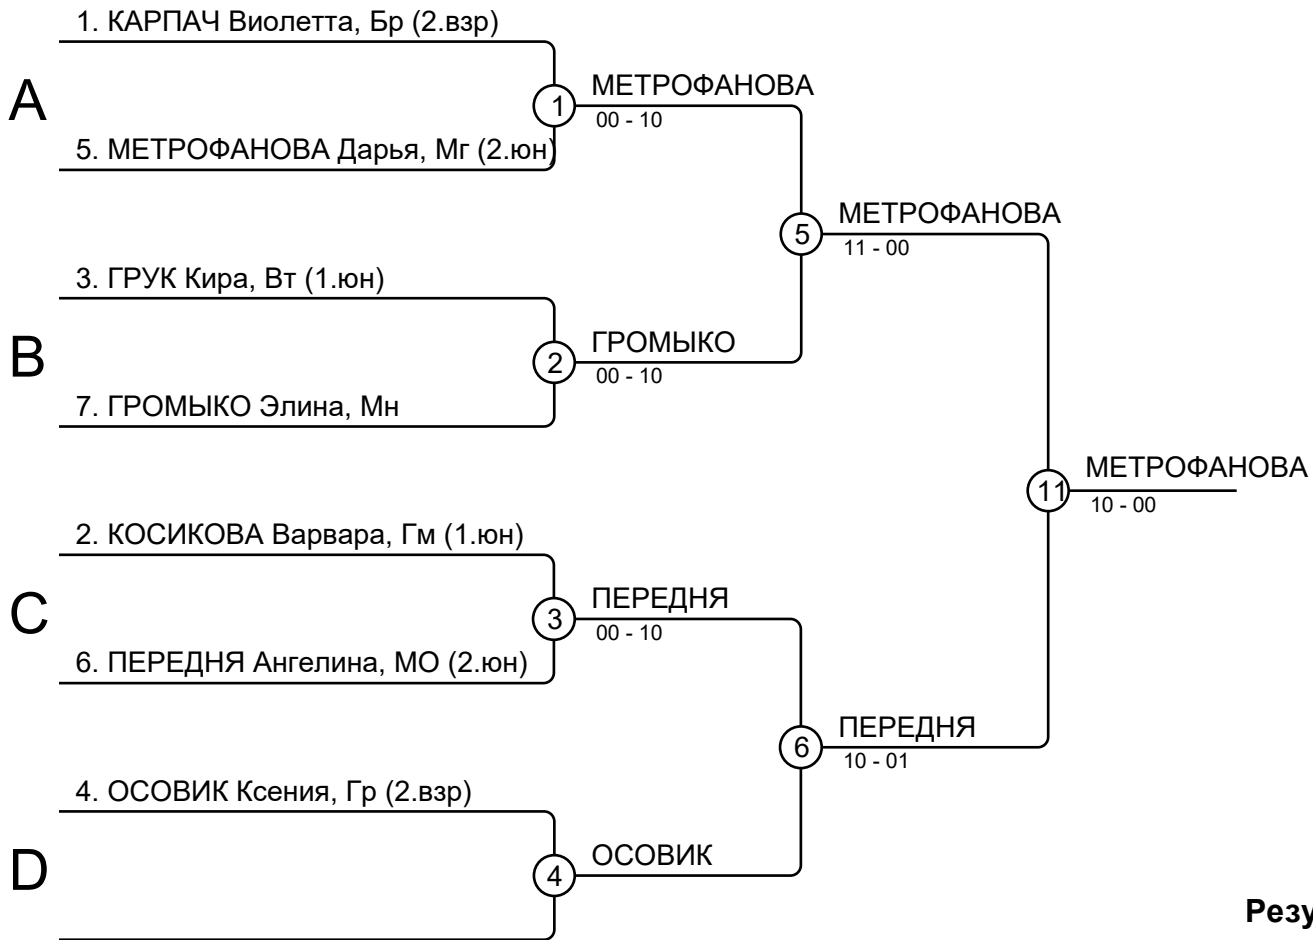 1. КАРПАЧ Виолетта, Бр (2.взр)
A
1
МЕТРОФАНОВА
00 - 10
5. МЕТРОФАНОВА Дарья, Мг (2.юн)
5
МЕТРОФАНОВА
11 - 00
3. ГРУК Кира, Вт (1.юн)
B
2
ГРОМЫКО
00 - 10
7. ГРОМЫКО Элина, Мн
11
МЕТРОФАНОВА
10 - 00
2. КОСИКОВА Варвара, Гм (1.юн)
C
3
ПЕРЕДНЯ
00 - 10
6. ПЕРЕДНЯ Ангелина, МО (2.юн)
6
ПЕРЕДНЯ
10 - 01
4. ОСОВИК Ксения, Гр (2.взр)
D
4
ОСОВИК